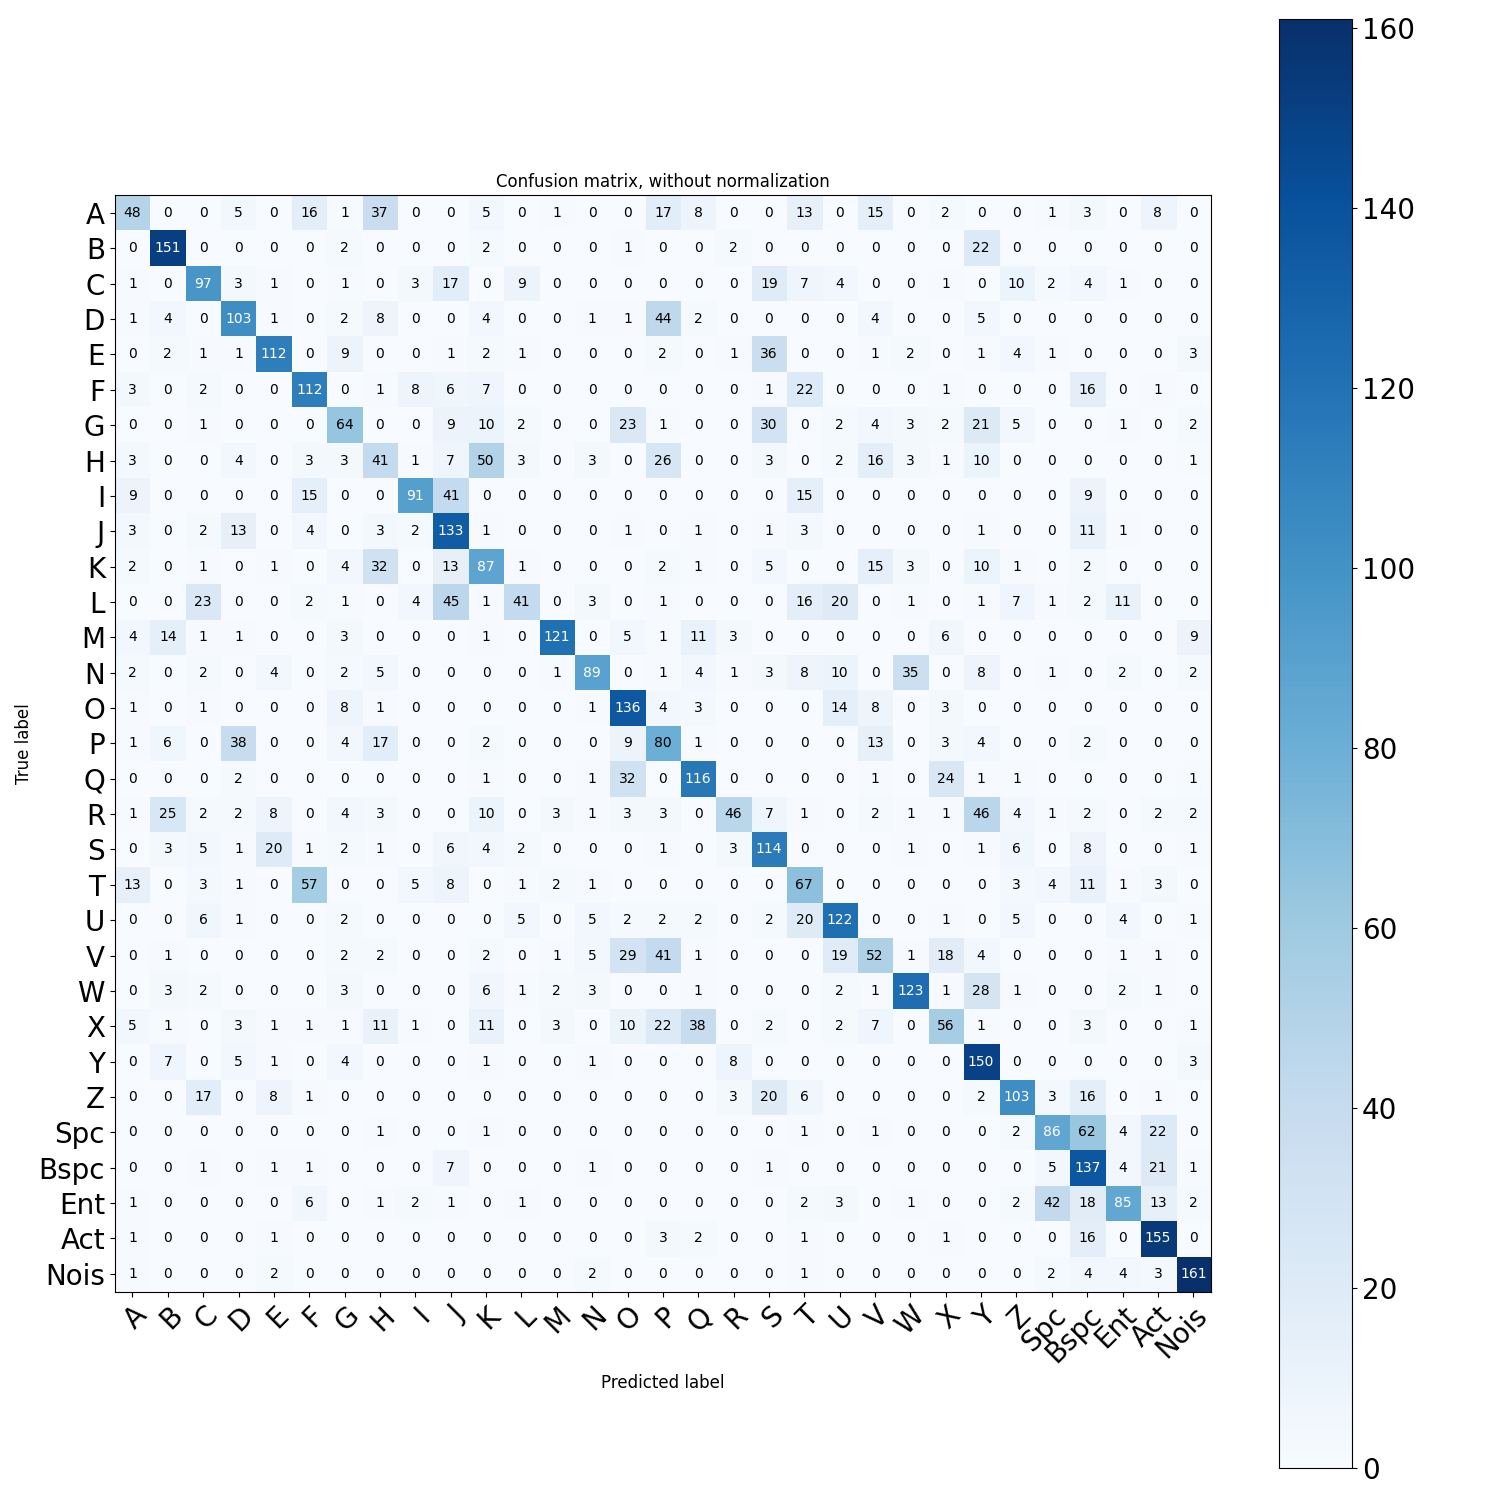 Confusion matrix, without normalization
A 48 0 0 5 0 16 1 37 0 0 5 0 1 0 0 17 8 0 0 13 0 15 0 2 0 0 1 3 0 8 0
B 0 151 0 0 0 0 2 0 0 0 2 0 0 0 1 0 0 2 0 0 0 0 0 0 22 0 0 0 0 0 0
C 1 0 97 3 1 0 1 0 3 17 0 9 0 0 0 0 0 0 19 7 4 0 0 1 0 10 2 4 1 0 0
D 1 4 0 103 1 0 2 8 0 0 4 0 0 1 1 44 2 0 0 0 0 4 0 0 5 0 0 0 0 0 0
E 0 2 1 1 112 0 9 0 0 1 2 1 0 0 0 2 0 1 36 0 0 1 2 0 1 4 1 0 0 0 3
F 3 0 2 0 0 112 0 1 8 6 7 0 0 0 0 0 0 0 1 22 0 0 0 1 0 0 0 16 0 1 0
G 0 0 1 0 0 0 64 0 0 9 10 2 0 0 23 1 0 0 30 0 2 4 3 2 21 5 0 0 1 0 2
H 3 0 0 4 0 3 3 41 1 7 50 3 0 3 0 26 0 0 3 0 2 16 3 1 10 0 0 0 0 0 1
I 9 0 0 0 0 15 0 0 91 41 0 0 0 0 0 0 0 0 0 15 0 0 0 0 0 0 0 9 0 0 0
J 3 0 2 13 0 4 0 3 2 133 1 0 0 0 1 0 1 0 1 3 0 0 0 0 1 0 0 11 1 0 0
K 2 0 1 0 1 0 4 32 0 13 87 1 0 0 0 2 1 0 5 0 0 15 3 0 10 1 0 2 0 0 0
L 0 0 23 0 0 2 1 0 4 45 1 41 0 3 0 1 0 0 0 16 20 0 1 0 1 7 1 2 11 0 0
M 4 14 1 1 0 0 3 0 0 0 1 0 121 0 5 1 11 3 0 0 0 0 0 6 0 0 0 0 0 0 9
N 2 0 2 0 4 0 2 5 0 0 0 0 1 89 0 1 4 1 3 8 10 0 35 0 8 0 1 0 2 0 2
O 1 0 1 0 0 0 8 1 0 0 0 0 0 1 136 4 3 0 0 0 14 8 0 3 0 0 0 0 0 0 0
P 1 6 0 38 0 0 4 17 0 0 2 0 0 0 9 80 1 0 0 0 0 13 0 3 4 0 0 2 0 0 0
Q 0 0 0 2 0 0 0 0 0 0 1 0 0 1 32 0 116 0 0 0 0 1 0 24 1 1 0 0 0 0 1
R 1 25 2 2 8 0 4 3 0 0 10 0 3 1 3 3 0 46 7 1 0 2 1 1 46 4 1 2 0 2 2
S 0 3 5 1 20 1 2 1 0 6 4 2 0 0 0 1 0 3 114 0 0 0 1 0 1 6 0 8 0 0 1
T 13 0 3 1 0 57 0 0 5 8 0 1 2 1 0 0 0 0 0 67 0 0 0 0 0 3 4 11 1 3 0
U 0 0 6 1 0 0 2 0 0 0 0 5 0 5 2 2 2 0 2 20 122 0 0 1 0 5 0 0 4 0 1
V 0 1 0 0 0 0 2 2 0 0 2 0 1 5 29 41 1 0 0 0 19 52 1 18 4 0 0 0 1 1 0
W 0 3 2 0 0 0 3 0 0 0 6 1 2 3 0 0 1 0 0 0 2 1 123 1 28 1 0 0 2 1 0
X 5 1 0 3 1 1 1 11 1 0 11 0 3 0 10 22 38 0 2 0 2 7 0 56 1 0 0 3 0 0 1
Y 0 7 0 5 1 0 4 0 0 0 1 0 0 1 0 0 0 8 0 0 0 0 0 0 150 0 0 0 0 0 3
Z 0 0 17 0 8 1 0 0 0 0 0 0 0 0 0 0 0 3 20 6 0 0 0 0 2 103 3 16 0 1 0
Spc 0 0 0 0 0 0 0 1 0 0 1 0 0 0 0 0 0 0 0 1 0 1 0 0 0 2 86 62 4 22 0
Bspc 0 0 1 0 1 1 0 0 0 7 0 0 0 1 0 0 0 0 1 0 0 0 0 0 0 0 5 137 4 21 1
Ent 1 0 0 0 0 6 0 1 2 1 0 1 0 0 0 0 0 0 0 2 3 0 1 0 0 2 42 18 85 13 2
Act 1 0 0 0 1 0 0 0 0 0 0 0 0 0 0 3 2 0 0 1 0 0 0 1 0 0 0 16 0 155 0
Nois 1 0 0 0 2 0 0 0 0 0 0 0 0 2 0 0 0 0 0 1 0 0 0 0 0 0 2 4 4 3 161
A B C D E F G H I J K L M N O P Q R S T U V W X Y Z Spc Bspc Ent Act Nois
Predicted label
True label
160
140
120
100
80
60
40
20
0